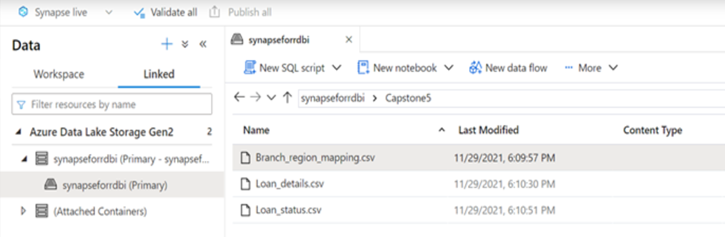 Synapse live
Validate all
Publish all
Data
Workspace
Linked
Filter resources by name
Azure Data Lake Storage Gen2
2
synapseforrdbi (Primary - synapsef...
synapseforrdbi (Primary)
(Attached Containers)
synapseforrdbi
New SQL script
New notebook
New data flow
More
synapseforrdbi > Capstone5
Name Last Modified Content Type
Branch_region_mapping.csv 11/29/2021, 6:09:57 PM
Loan_details.csv 11/29/2021, 6:10:30 PM
Loan_status.csv 11/29/2021, 6:10:51 PM